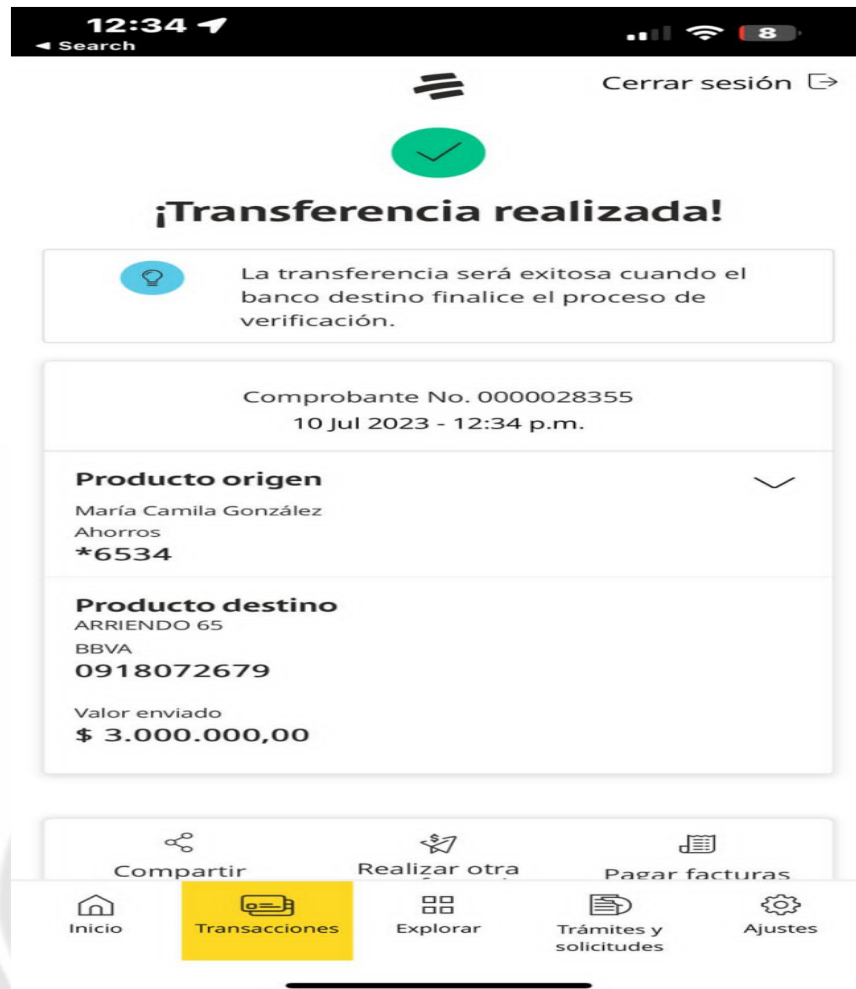 12:34
◀ Search
8
Cerrar sesión
¡Transferencia realizada!
La transferencia será exitosa cuando el
banco destino finalice el proceso de
verificación.
Comprobante No. 0000028355
10 Jul 2023 - 12:34 p.m.
Producto origen
María Camila González
Ahorros
*6534
Producto destino
ARRIENDO 65
BBVA
0918072679
Valor enviado
$ 3.000.000,00
Compartir
Realizar otra
Pagar facturas
Inicio
Transacciones
Explorar
Trámites y
solicitudes
Ajustes